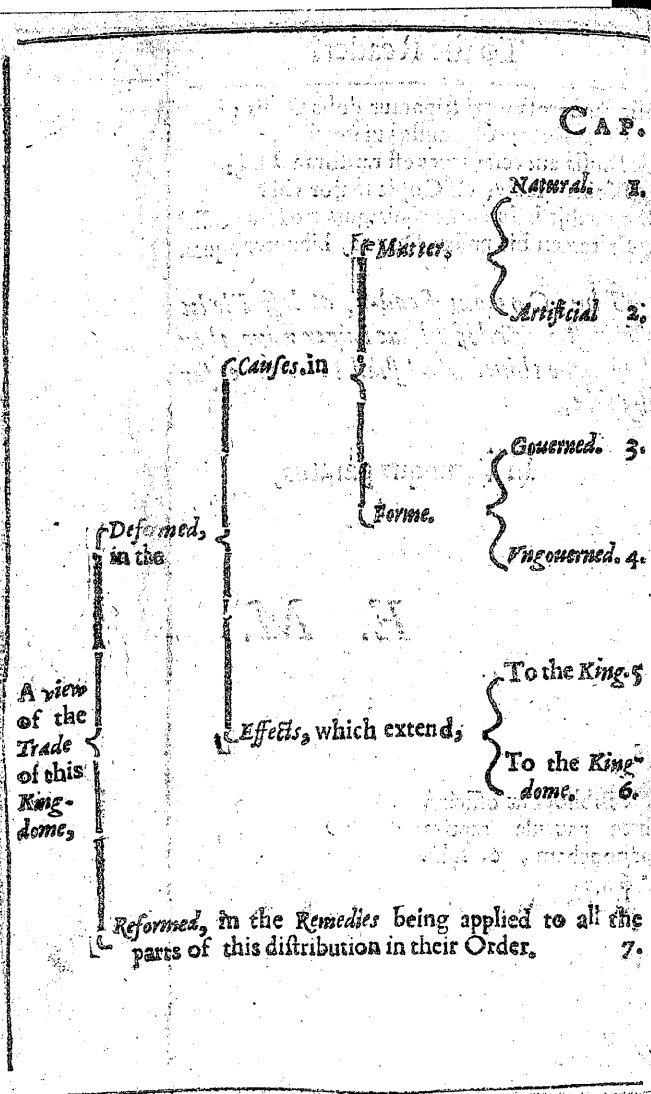 CAP.
Natural. 1.
Matter,
Artificial 2.
Causes.in
Gouerned. 3.
Forme.
Deformed,
in the
Vngouerned. 4.
To the King. 5
A view
of the
Trade
of this
King-
dome,
Effects, which extend,
To the King-
dome. 6.
Reformed, in the Remedies being applied to all the
parts of this diſtribution in their Order. 7.